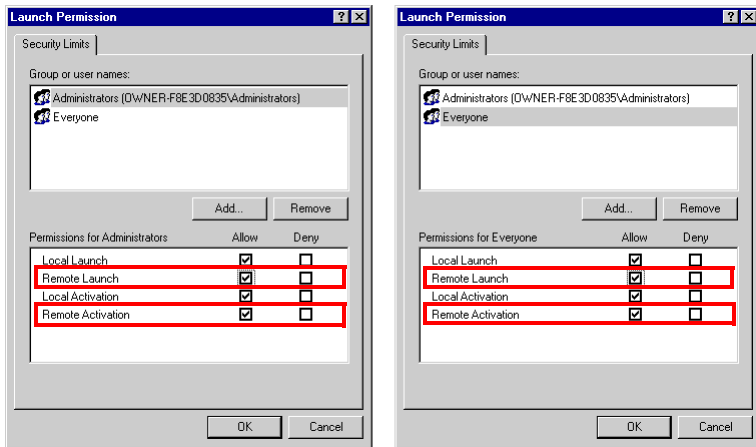 Launch Permission
Security Limits
Group or user names:
Administrators (OWNER-F8E3D0835\Administrators)
Everyone
Add... Remove
Permissions for Administrators Allow Deny
Local Launch
Remote Launch
Local Activation
Remote Activation
OK Cancel
Launch Permission
Security Limits
Group or user names:
Administrators (OWNER-F8E3D0835\Administrators)
Everyone
Add... Remove
Permissions for Everyone Allow Deny
Local Launch
Remote Launch
Local Activation
Remote Activation
OK Cancel